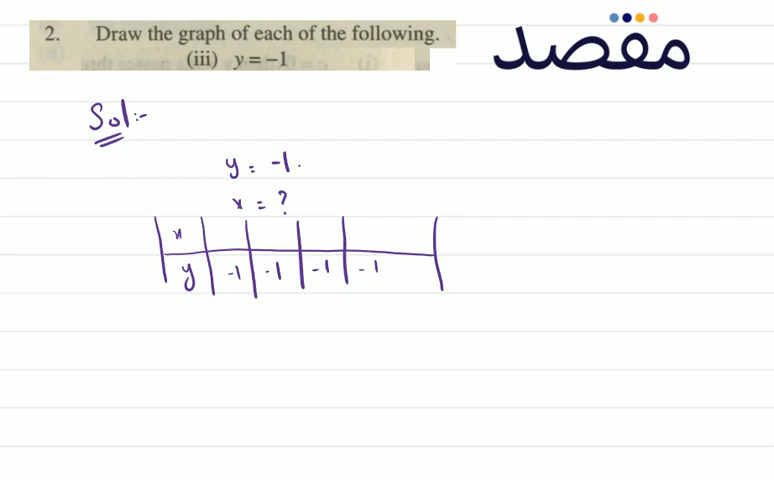 2. Draw the graph of each of the following.
(iii) y = −1
مقصد
Sol:-
y = -1.
x = ?
x
y -1 -1 -1 -1